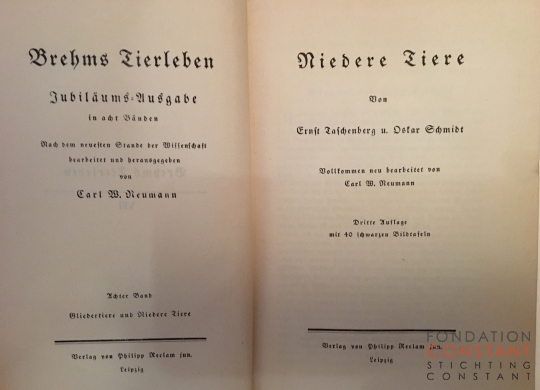 Brehms Tierleben
Jubiläums-Ausgabe
in acht Bänden
Nach dem neuesten Stande der Wissenschaft
bearbeitet und herausgegeben
von
Carl W. Neumann
Achter Band
Gliedertiere und Niedere Tiere
Verlag von Philipp Reclam jun.
Leipzig
Niedere Tiere
Von
Ernst Taschenberg u. Oskar Schmidt
Vollkommen neu bearbeitet von
Carl W. Neumann
Dritte Auflage
mit 40 schwarzen Bildtafeln
Verlag von Philipp Reclam jun.
Leipzig
FONDATION
CONSTANT
STICHTING
CONSTANT